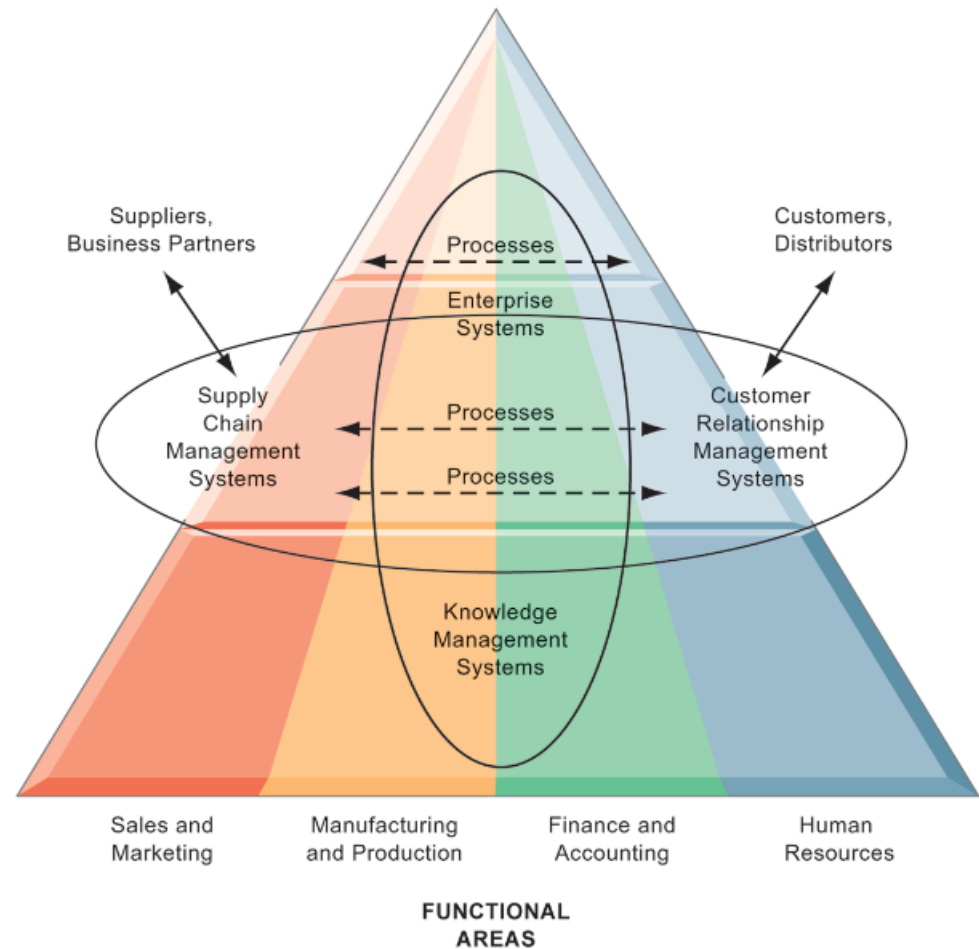 Suppliers,
Business Partners
Customers,
Distributors
Processes
Enterprise
Systems
Supply
Chain
Management
Systems
Processes
Processes
Customer
Relationship
Management
Systems
Knowledge
Management
Systems
Sales and
Marketing
Manufacturing
and Production
Finance and
Accounting
Human
Resources
FUNCTIONAL
AREAS